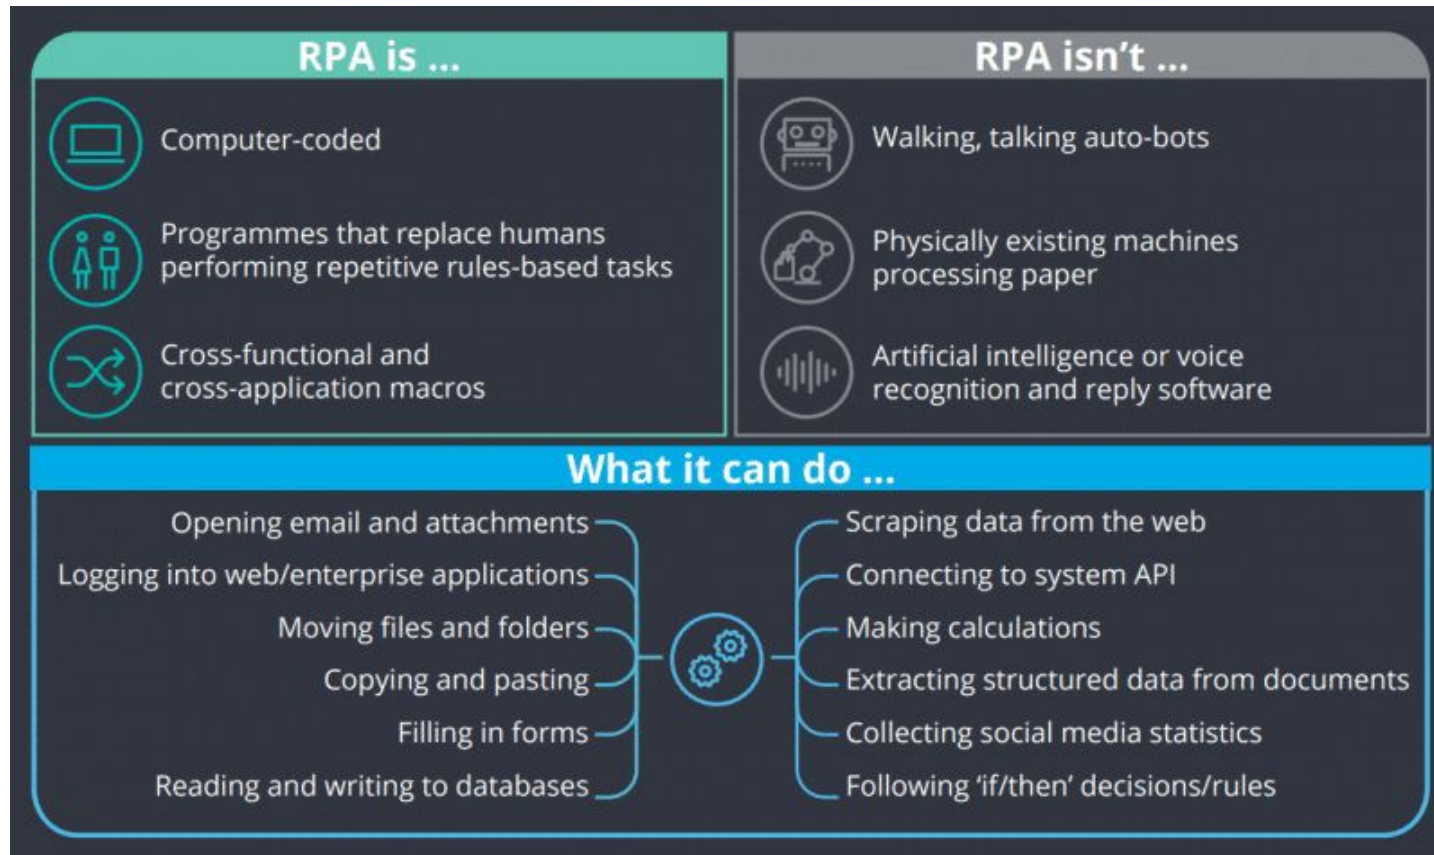 RPA is ...
Computer-coded
Programmes that replace humans
performing repetitive rules-based tasks
Cross-functional and
cross-application macros
RPA isn’t ...
Walking, talking auto-bots
Physically existing machines
processing paper
Artificial intelligence or voice
recognition and reply software
What it can do ...
Opening email and attachments
Logging into web/enterprise applications
Moving files and folders
Copying and pasting
Filling in forms
Reading and writing to databases
Scraping data from the web
Connecting to system API
Making calculations
Extracting structured data from documents
Collecting social media statistics
Following ‘if/then’ decisions/rules